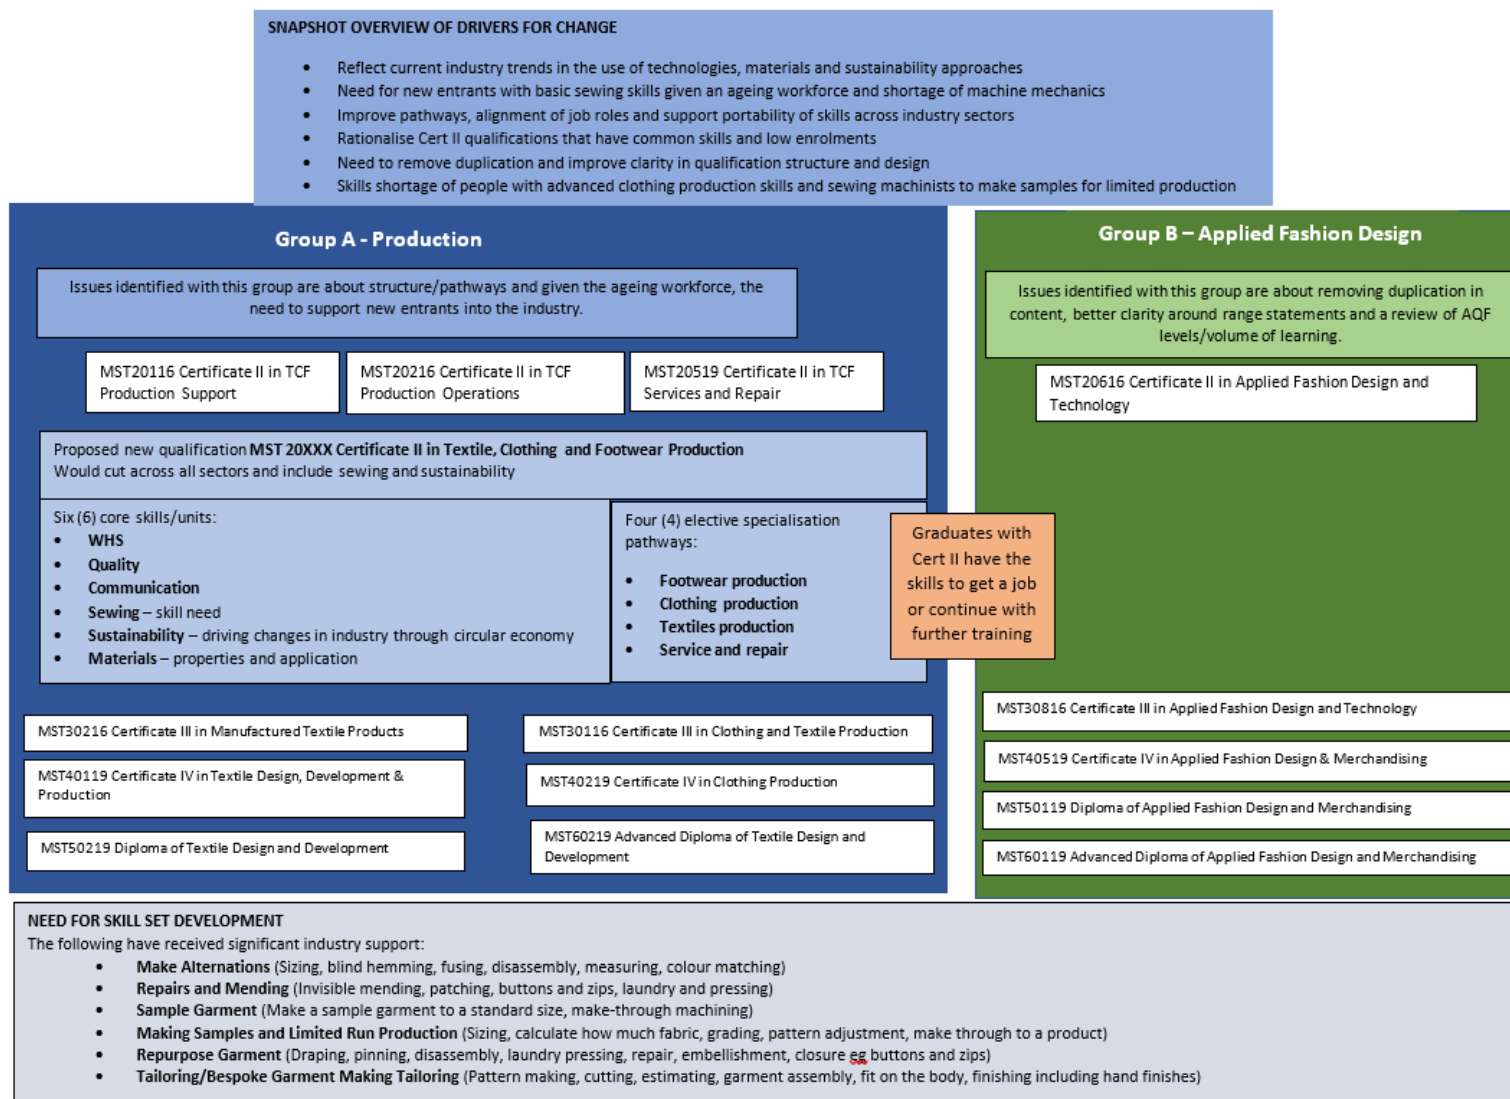 SNAPSHOT OVERVIEW OF DRIVERS FOR CHANGE
• Reflect current industry trends in the use of technologies, materials and sustainability approaches
• Need for new entrants with basic sewing skills given an ageing workforce and shortage of machine mechanics
• Improve pathways, alignment of job roles and support portability of skills across industry sectors
• Rationalise Cert II qualifications that have common skills and low enrolments
• Need to remove duplication and improve clarity in qualification structure and design
• Skills shortage of people with advanced clothing production skills and sewing machinists to make samples for limited production
Group A - Production
Issues identified with this group are about structure/pathways and given the ageing workforce, the
need to support new entrants into the industry.
MST20116 Certificate II in TCF
Production Support
MST20216 Certificate II in TCF
Production Operations
MST20519 Certificate II in TCF
Services and Repair
Proposed new qualification MST 20XXX Certificate II in Textile, Clothing and Footwear Production
Would cut across all sectors and include sewing and sustainability
Six (6) core skills/units:
• WHS
• Quality
• Communication
• Sewing – skill need
• Sustainability – driving changes in industry through circular economy
• Materials – properties and application
Four (4) elective specialisation
pathways:
• Footwear production
• Clothing production
• Textiles production
• Service and repair
Graduates with
Cert II have the
skills to get a job
or continue with
further training
MST30216 Certificate III in Manufactured Textile Products
MST40119 Certificate IV in Textile Design, Development &
Production
MST50219 Diploma of Textile Design and Development
MST30116 Certificate III in Clothing and Textile Production
MST40219 Certificate IV in Clothing Production
MST60219 Advanced Diploma of Textile Design and
Development
Group B – Applied Fashion Design
Issues identified with this group are about removing duplication in
content, better clarity around range statements and a review of AQF
levels/volume of learning.
MST20616 Certificate II in Applied Fashion Design and
Technology
MST30816 Certificate III in Applied Fashion Design and Technology
MST40519 Certificate IV in Applied Fashion Design & Merchandising
MST50119 Diploma of Applied Fashion Design and Merchandising
MST60119 Advanced Diploma of Applied Fashion Design and Merchandising
NEED FOR SKILL SET DEVELOPMENT
The following have received significant industry support:
• Make Alternations (Sizing, blind hemming, fusing, disassembly, measuring, colour matching)
• Repairs and Mending (Invisible mending, patching, buttons and zips, laundry and pressing)
• Sample Garment (Make a sample garment to a standard size, make-through machining)
• Making Samples and Limited Run Production (Sizing, calculate how much fabric, grading, pattern adjustment, make through to a product)
• Repurpose Garment (Draping, pinning, disassembly, laundry pressing, repair, embellishment, closure eg buttons and zips)
• Tailoring/Bespoke Garment Making Tailoring (Pattern making, cutting, estimating, garment assembly, fit on the body, finishing including hand finishes)